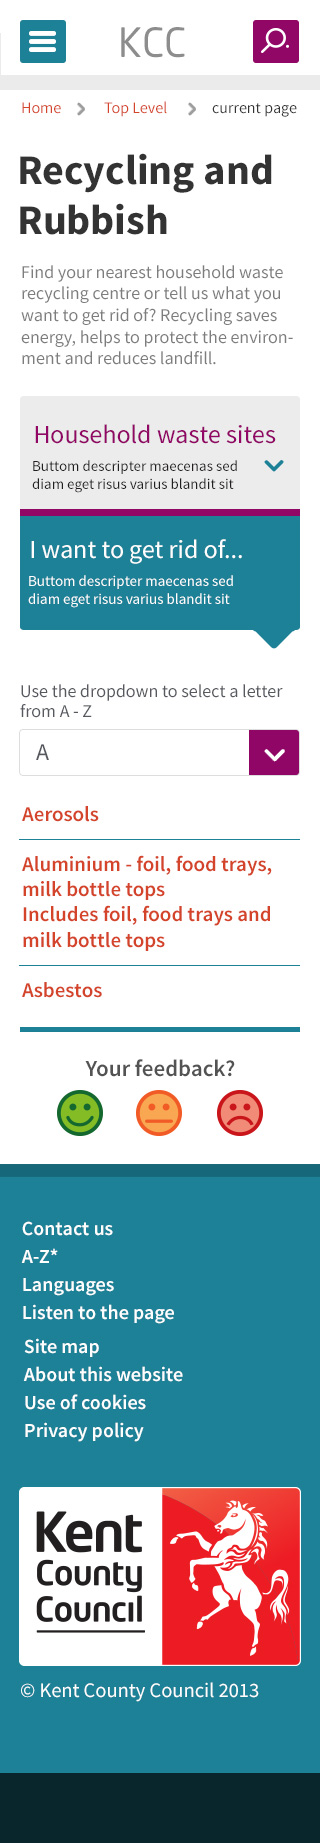 KCC
Home
Top Level
current page
Recycling and
Rubbish
Find your nearest household waste
recycling centre or tell us what you
want to get rid of? Recycling saves
energy, helps to protect the environ-
ment and reduces landfill.
Household waste sites
Buttom descripter maecenas sed
diam eget risus varius blandit sit
I want to get rid of...
Buttom descripter maecenas sed
diam eget risus varius blandit sit
Use the dropdown to select a letter
from A - Z
A
Aerosols
Aluminium - foil, food trays,
milk bottle tops
Includes foil, food trays and
milk bottle tops
Asbestos
Your feedback?
Contact us
A-Z*
Languages
Listen to the page
Site map
About this website
Use of cookies
Privacy policy
Kent
County
Council
© Kent County Council 2013